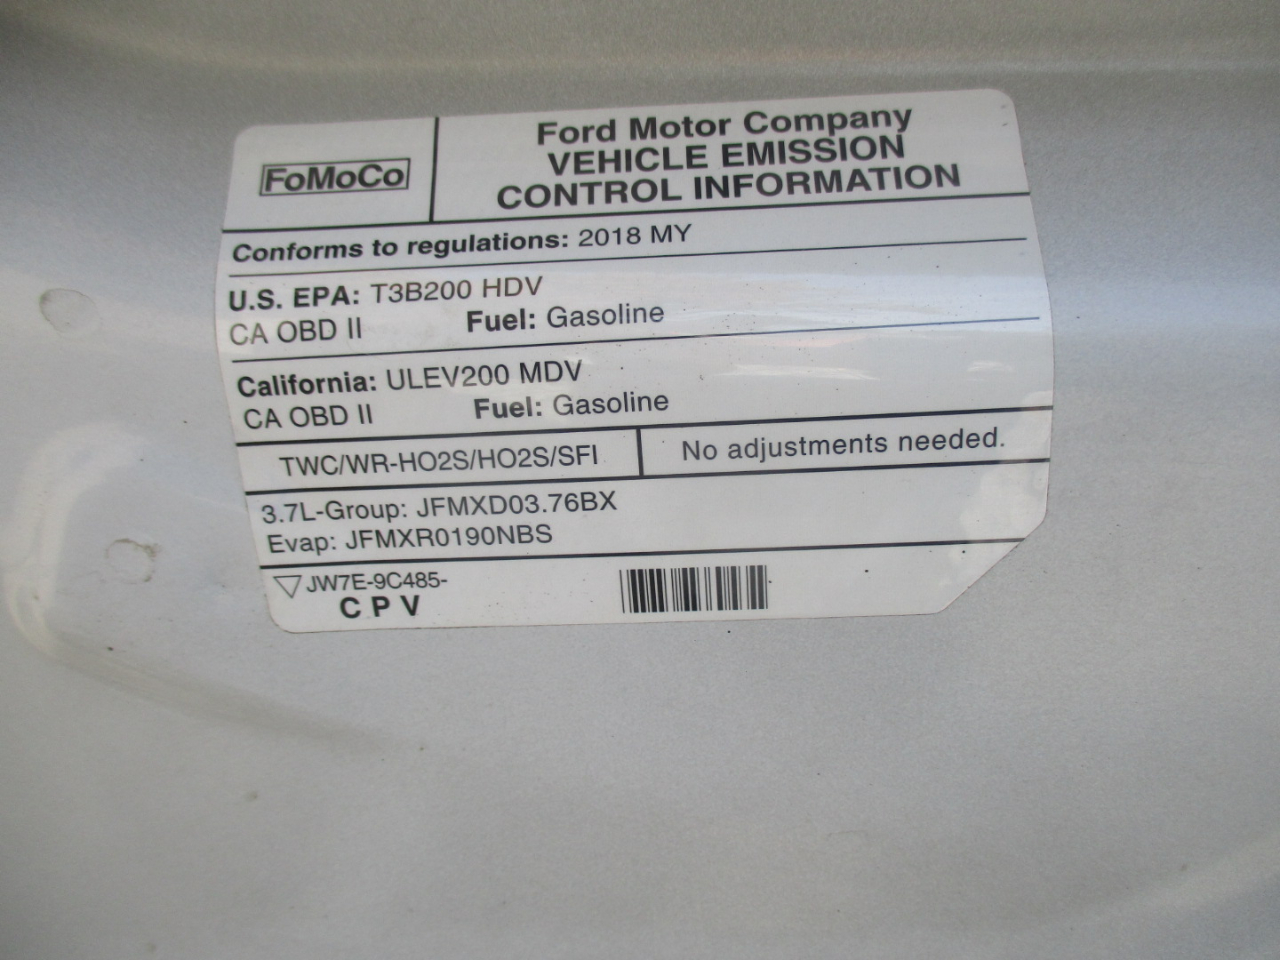 FoMoCo
Ford Motor Company
VEHICLE EMISSION
CONTROL INFORMATION
Conforms to regulations: 2018 MY
U.S. EPA: T3B200 HDV
CA OBD II Fuel: Gasoline
California: ULEV200 MDV
CA OBD II Fuel: Gasoline
TWC/WR-HO2S/HO2S/SFI
No adjustments needed.
3.7L-Group: JFMXD03.76BX
Evap: JFMXR0190NBS
JW7E-9C485-
C P V